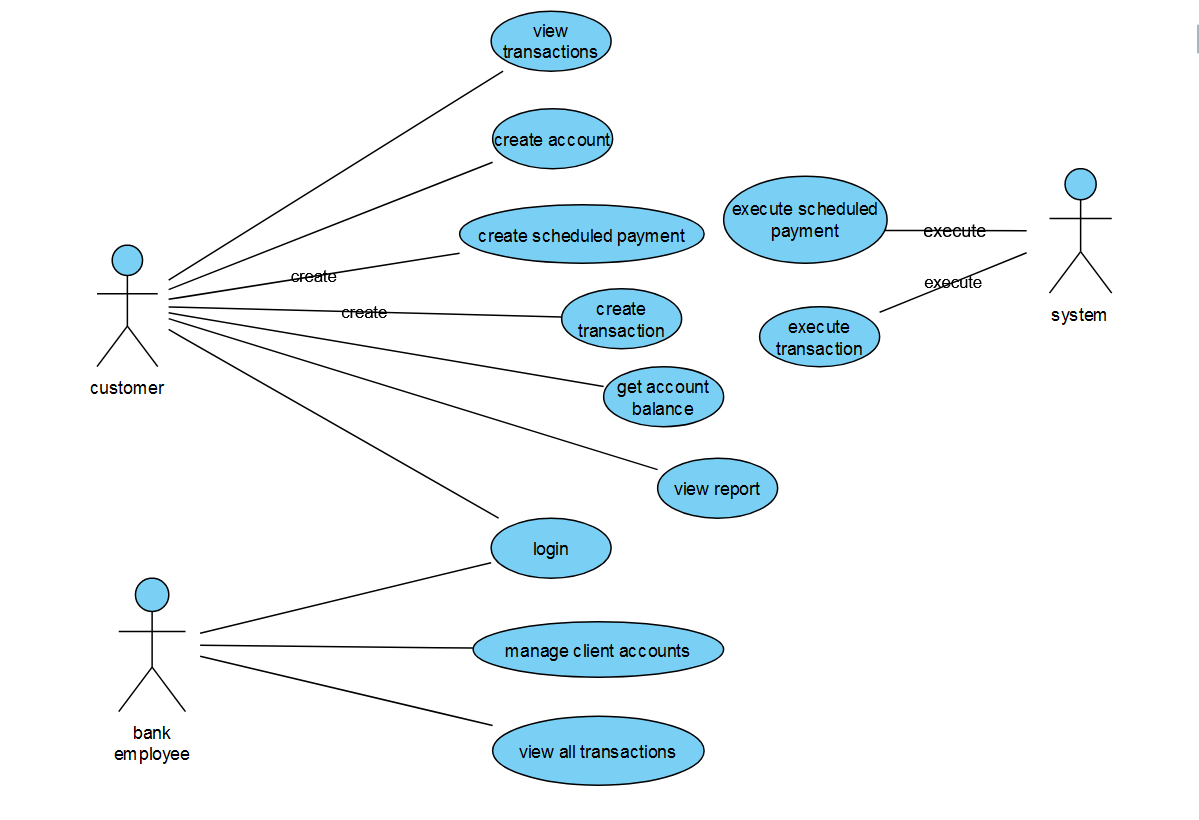 view
transactions
create account
create scheduled payment
execute scheduled
payment
execute
create
execute
create
create
transaction
system
execute
transaction
customer
get account
balance
view report
login
manage client accounts
bank
employee
view all transactions